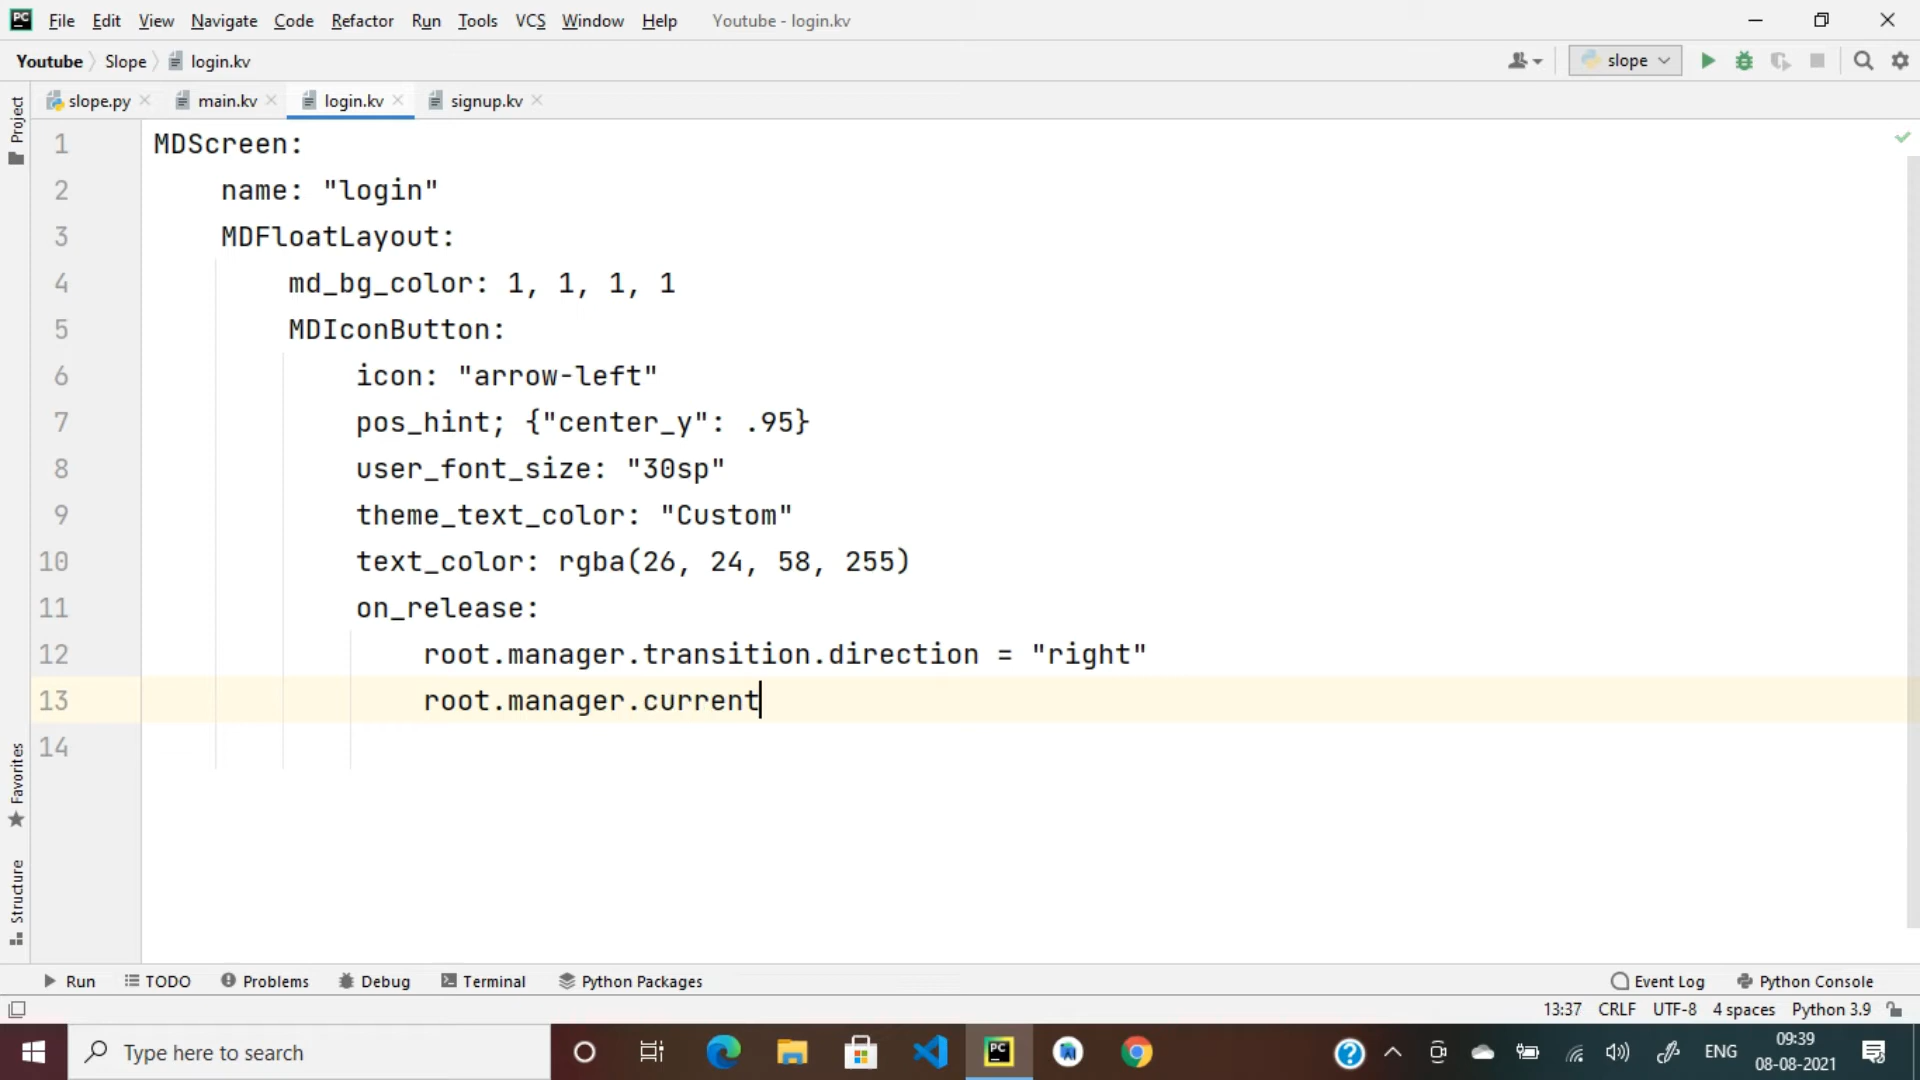 PC File Edit View Navigate Code Refactor Run Tools VCS Window Help Youtube - login.kv
Youtube Slope login.kv slope
slope.py main.kv login.kv signup.kv
Project
1 MDScreen:
2 name: "login"
3 MDFloatLayout:
4 md_bg_color: 1, 1, 1, 1
5 MDIconButton:
6 icon: "arrow-left"
7 pos_hint; {"center_y": .95}
8 user_font_size: "30sp"
9 theme_text_color: "Custom"
10 text_color: rgba(26, 24, 58, 255)
11 on_release:
12 root.manager.transition.direction = "right"
13 root.manager.current
14
Favorites
Structure
Run TODO Problems Debug Terminal Python Packages Event Log Python Console
13:37 CRLF UTF-8 4 spaces Python 3.9
Type here to search PC ENG 09:39
08-08-2021